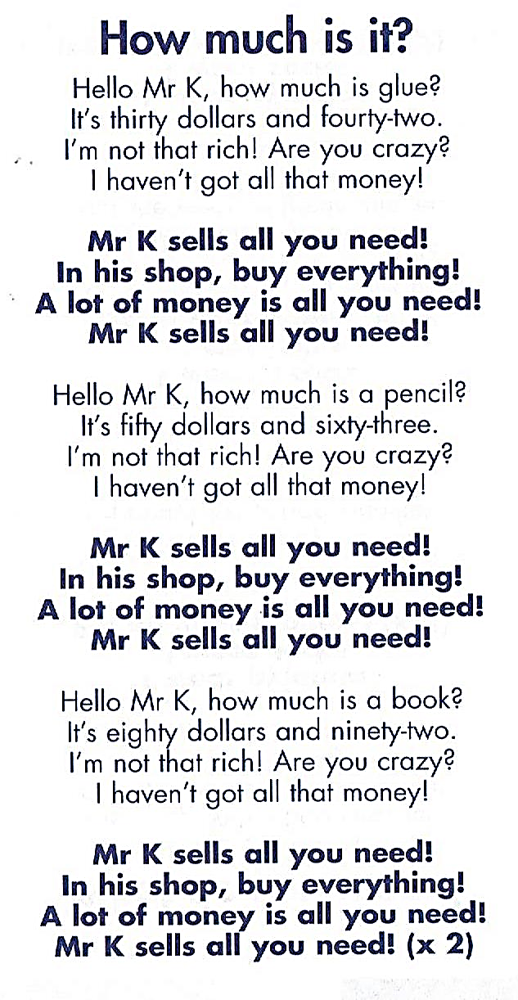 How much is it?
Hello Mr K, how much is glue?
It's thirty dollars and fourty-two.
I'm not that rich! Are you crazy?
I haven't got all that money!
Mr K sells all you need!
In his shop, buy everything!
A lot of money is all you need!
Mr K sells all you need!
Hello Mr K, how much is a pencil?
It's fifty dollars and sixty-three.
I'm not that rich! Are you crazy?
I haven't got all that money!
Mr K sells all you need!
In his shop, buy everything!
A lot of money is all you need!
Mr K sells all you need!
Hello Mr K, how much is a book?
It's eighty dollars and ninety-two.
I'm not that rich! Are you crazy?
I haven't got all that money!
Mr K sells all you need!
In his shop, buy everything!
A lot of money is all you need!
Mr K sells all you need! (x 2)